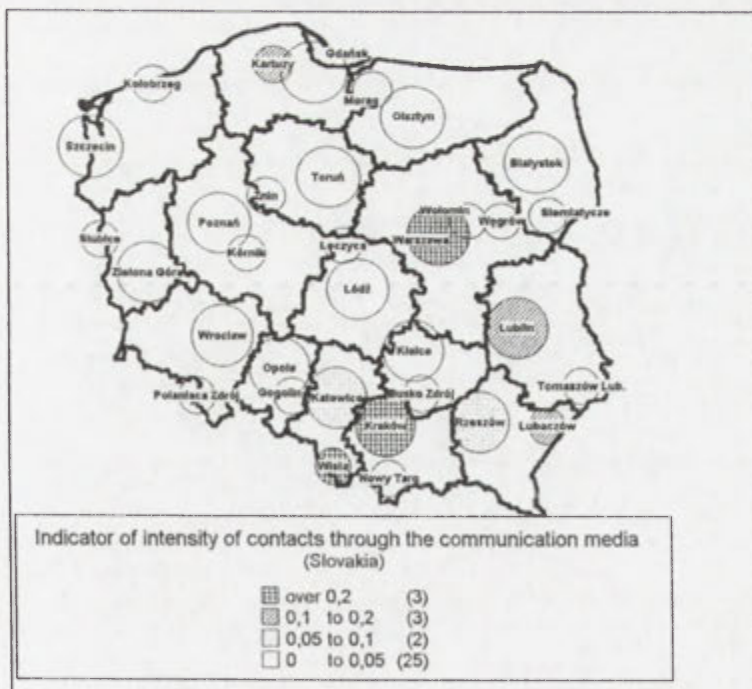 Gdańsk
Kartuzy
Kołobrzeg
Morąg
Olsztyn
Szczecin
Białystok
Toruń
Żnin
Poznań
Wołomin
Węgrów
Siemiatycze
Słubice
Warszawa
Kórnik
Łęczyca
Zielona Góra
Łódź
Lublin
Wrocław
Kielce
Opole
Polanica Zdrój
Gogolin
Katowice
Busko Zdrój
Tomaszów Lub.
Kraków
Rzeszów
Lubaczów
Wisła
Nowy Targ
Indicator of intensity of contacts through the communication media
(Slovakia)
over 0,2 (3)
0,1 to 0,2 (3)
0,05 to 0,1 (2)
0 to 0,05 (25)